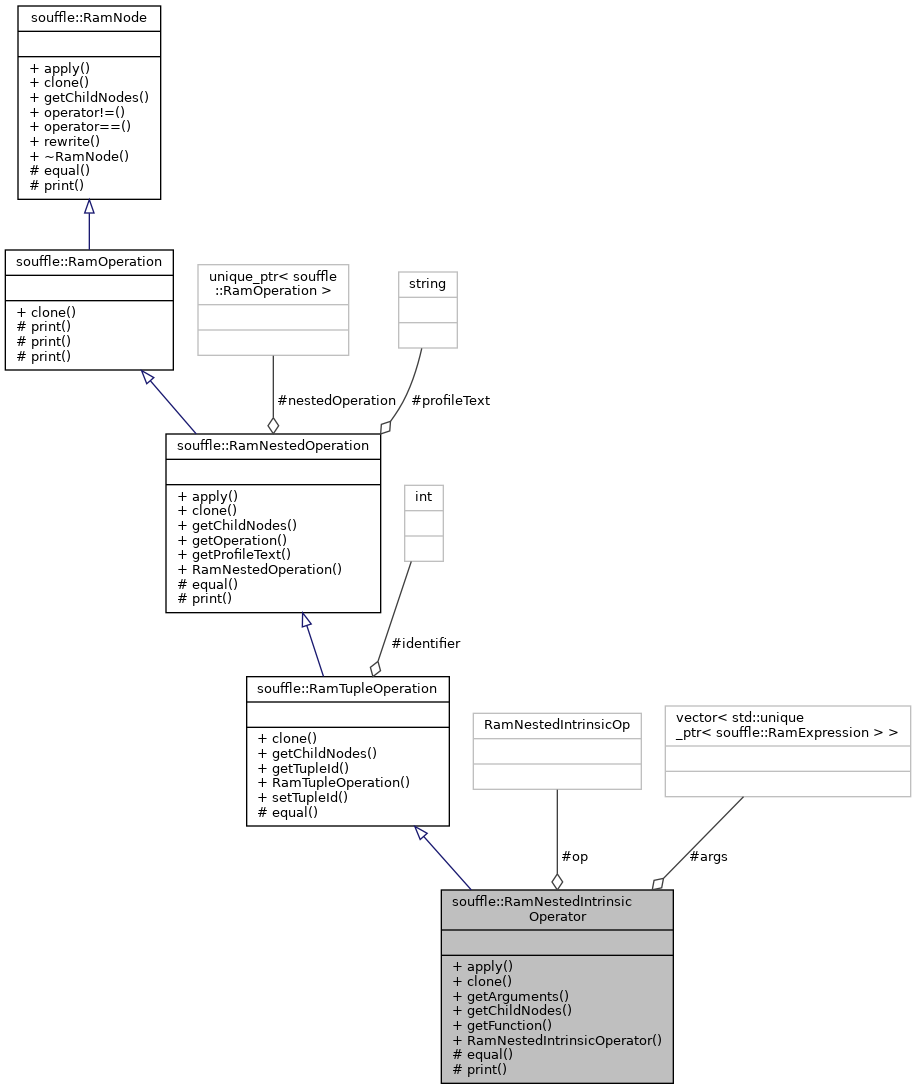 souffle::RamNode
+ apply()
+ clone()
+ getChildNodes()
+ operator!=()
+ operator==()
+ rewrite()
+ ~RamNode()
# equal()
# print()
souffle::RamOperation
+ clone()
# print()
# print()
# print()
unique_ptr< souffle
::RamOperation >
string
#nestedOperation
#profileText
souffle::RamNestedOperation
+ apply()
+ clone()
+ getChildNodes()
+ getOperation()
+ getProfileText()
+ RamNestedOperation()
# equal()
# print()
int
#identifier
souffle::RamTupleOperation
+ clone()
+ getChildNodes()
+ getTupleId()
+ RamTupleOperation()
+ setTupleId()
# equal()
RamNestedIntrinsicOp
vector< std::unique
_ptr< souffle::RamExpression > >
#op
#args
souffle::RamNestedIntrinsic
Operator
+ apply()
+ clone()
+ getArguments()
+ getChildNodes()
+ getFunction()
+ RamNestedIntrinsicOperator()
# equal()
# print()